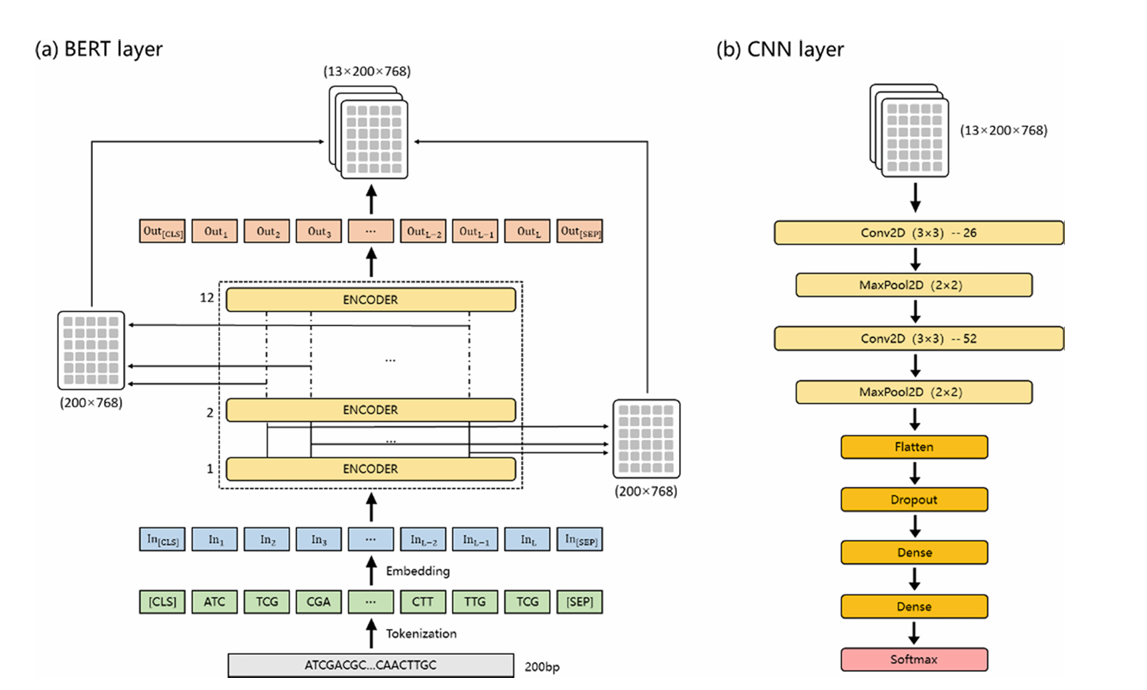 (a) BERT layer
(13×200×768)
Out[CLS] Out1 Out2 Out3 ... OutL−2 OutL−1 OutL Out[SEP]
12 ENCODER
...
(200×768)
2 ENCODER
...
1 ENCODER
(200×768)
In[CLS] In1 In2 In3 ... InL−2 InL−1 InL In[SEP]
Embedding
[CLS] ATC TCG CGA ... CTT TTG TCG [SEP]
Tokenization
ATCGACGC...CAACTTGC 200bp
(b) CNN layer
(13×200×768)
Conv2D (3×3) -- 26
MaxPool2D (2×2)
Conv2D (3×3) -- 52
MaxPool2D (2×2)
Flatten
Dropout
Dense
Dense
Softmax